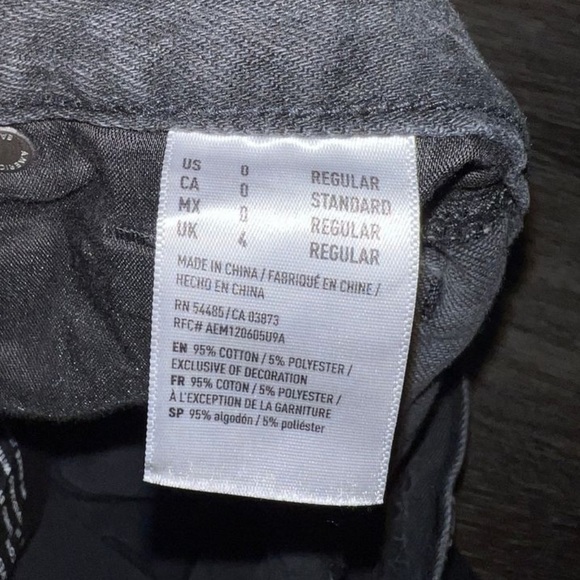 US 0 REGULAR
CA 0 STANDARD
MX 0 REGULAR
UK 4 REGULAR
MADE IN CHINA / FABRIQUÉ EN CHINE /
HECHO EN CHINA
RN 54485 / CA 03873
RFC# AEM120605U9A
EN 95% COTTON / 5% POLYESTER /
EXCLUSIVE OF DECORATION
FR 95% COTON / 5% POLYESTER /
À L'EXCEPTION DE LA GARNITURE
SP 95% algodón / 5% poliéster